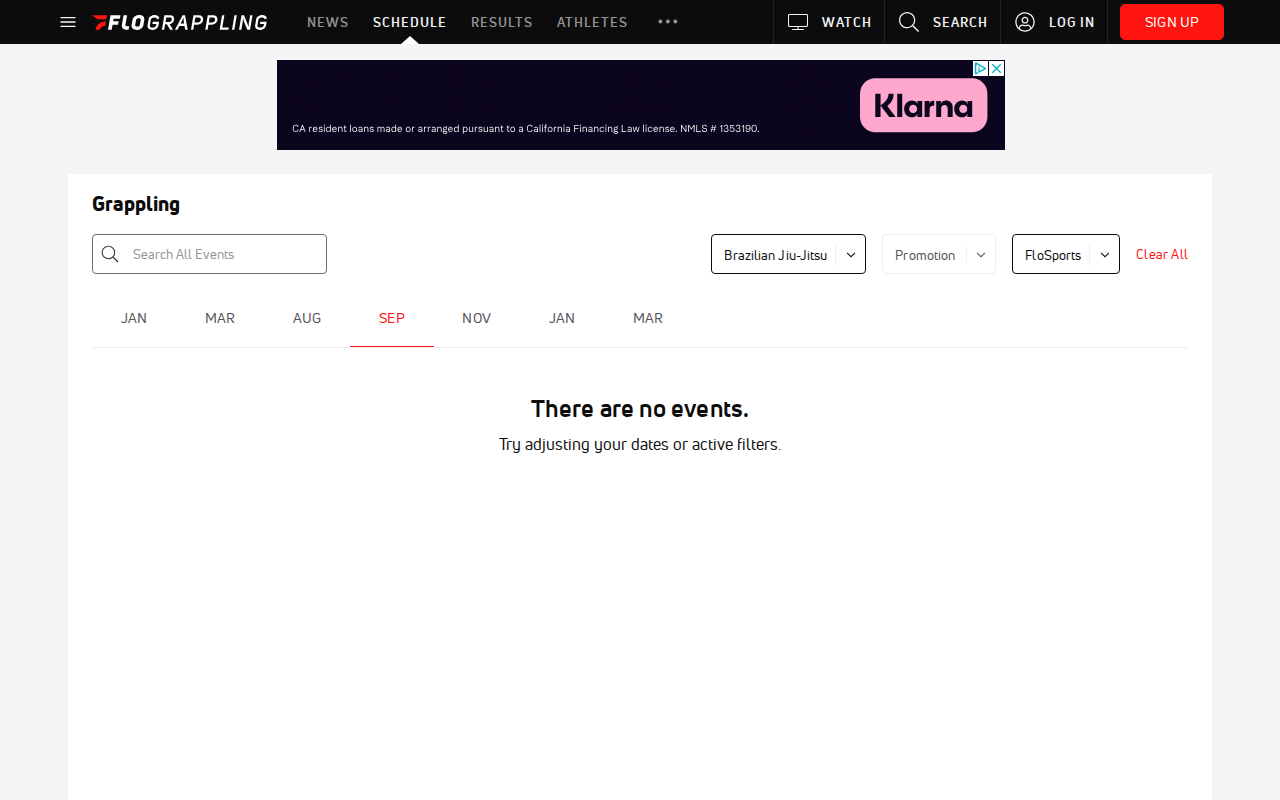 FLOGRAPPLING NEWS SCHEDULE RESULTS ATHLETES WATCH SEARCH LOG IN SIGN UP
Klarna
CA resident loans made or arranged pursuant to a California Financing Law license. NMLS # 1353190.
Grappling
Search All Events Brazilian Jiu-Jitsu Promotion FloSports Clear All
JAN MAR AUG SEP NOV JAN MAR
There are no events.
Try adjusting your dates or active filters.